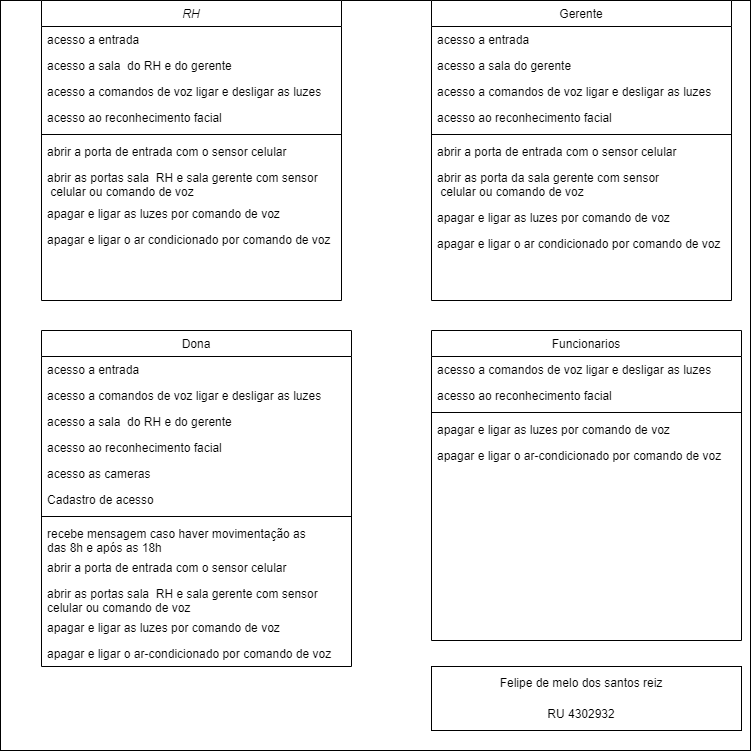 RH
acesso a entrada
acesso a sala do RH e do gerente
acesso a comandos de voz ligar e desligar as luzes
acesso ao reconhecimento facial
abrir a porta de entrada com o sensor celular
abrir as portas sala RH e sala gerente com sensor
celular ou comando de voz
apagar e ligar as luzes por comando de voz
apagar e ligar o ar condicionado por comando de voz
Gerente
acesso a entrada
acesso a sala do gerente
acesso a comandos de voz ligar e desligar as luzes
acesso ao reconhecimento facial
abrir a porta de entrada com o sensor celular
abrir as porta da sala gerente com sensor
celular ou comando de voz
apagar e ligar as luzes por comando de voz
apagar e ligar o ar condicionado por comando de voz
Dona
acesso a entrada
acesso a comandos de voz ligar e desligar as luzes
acesso a sala do RH e do gerente
acesso ao reconhecimento facial
acesso as cameras
Cadastro de acesso
recebe mensagem caso haver movimentação as
das 8h e após as 18h
abrir a porta de entrada com o sensor celular
abrir as portas sala RH e sala gerente com sensor
celular ou comando de voz
apagar e ligar as luzes por comando de voz
apagar e ligar o ar-condicionado por comando de voz
Funcionarios
acesso a comandos de voz ligar e desligar as luzes
acesso ao reconhecimento facial
apagar e ligar as luzes por comando de voz
apagar e ligar o ar-condicionado por comando de voz
Felipe de melo dos santos reiz
RU 4302932